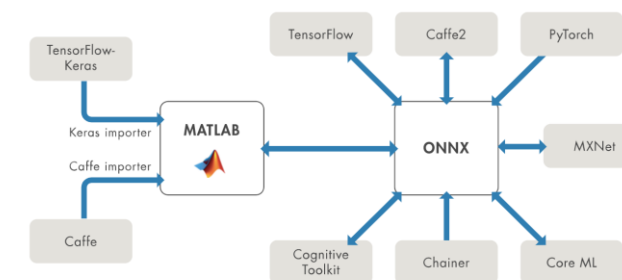 TensorFlow
Caffe2
PyTorch
TensorFlow-
Keras
Keras importer
MATLAB
ONNX
MXNet
Caffe importer
Caffe
Cognitive
Toolkit
Chainer
Core ML